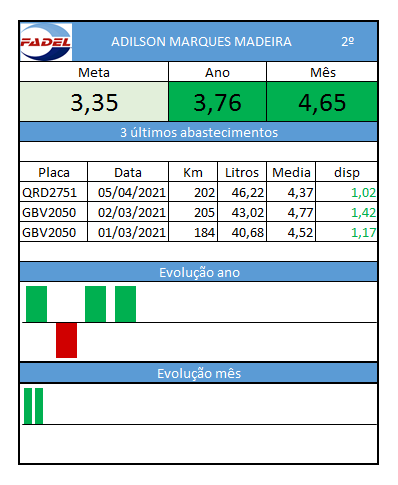 FADEL
ADILSON MARQUES MADEIRA 2º
Meta Ano Mês
3,35 3,76 4,65
3 últimos abastecimentos
Placa Data Km Litros Media disp
QRD2751 05/04/2021 202 46,22 4,37 1,02
GBV2050 02/03/2021 205 43,02 4,77 1,42
GBV2050 01/03/2021 184 40,68 4,52 1,17
Evolução ano
Evolução mês